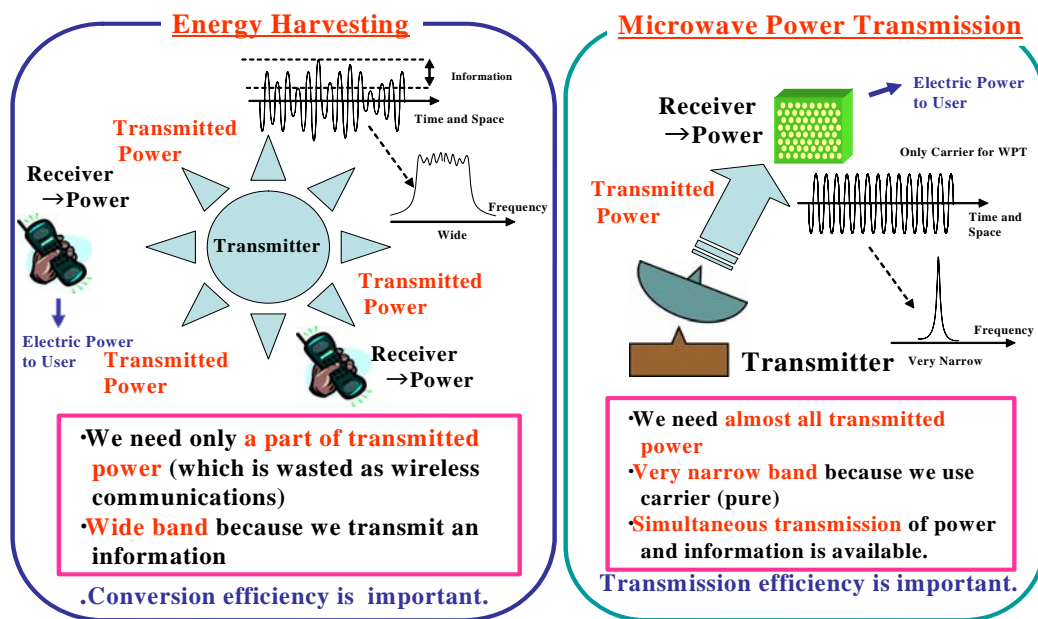 Energy Harvesting
Information
Time and Space
Transmitted
Power
Receiver
→Power
Frequency
Wide
Transmitter
Transmitted
Power
Electric Power
to User
Transmitted
Power
Receiver
→Power
·We need only a part of transmitted
power (which is wasted as wireless
communications)
·Wide band because we transmit an
information
.Conversion efficiency is important.
Microwave Power Transmission
Electric Power
to User
Receiver
→Power
Only Carrier for WPT
Transmitted
Power
Time and
Space
Frequency
Very Narrow
Transmitter
·We need almost all transmitted
power
·Very narrow band because we use
carrier (pure)
·Simultaneous transmission of power
and information is available.
Transmission efficiency is important.